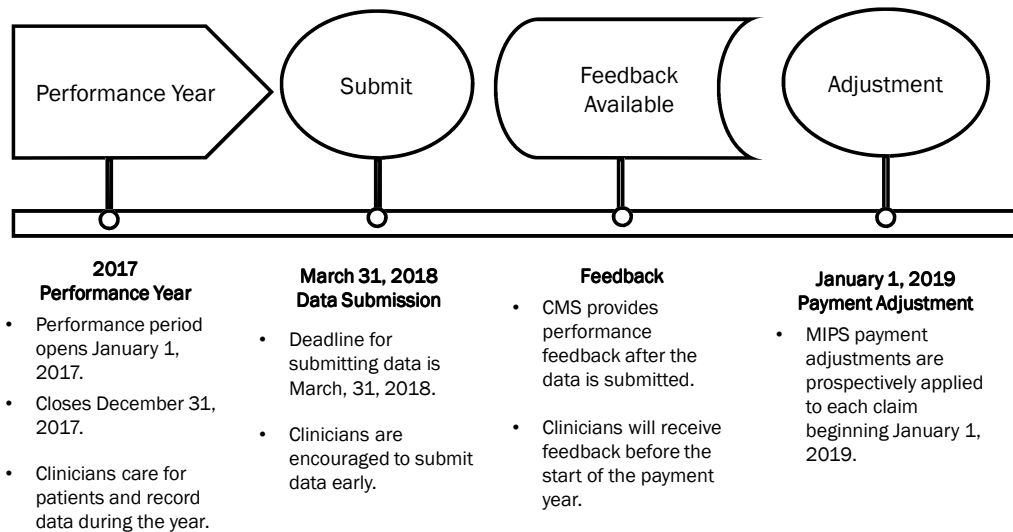 Performance Year
Submit
Feedback
Available
Adjustment
2017
Performance Year
• Performance period
opens January 1,
2017.
• Closes December 31,
2017.
• Clinicians care for
patients and record
data during the year.
March 31, 2018
Data Submission
• Deadline for
submitting data is
March, 31, 2018.
• Clinicians are
encouraged to submit
data early.
Feedback
• CMS provides
performance
feedback after the
data is submitted.
• Clinicians will receive
feedback before the
start of the payment
year.
January 1, 2019
Payment Adjustment
• MIPS payment
adjustments are
prospectively applied
to each claim
beginning January 1,
2019.